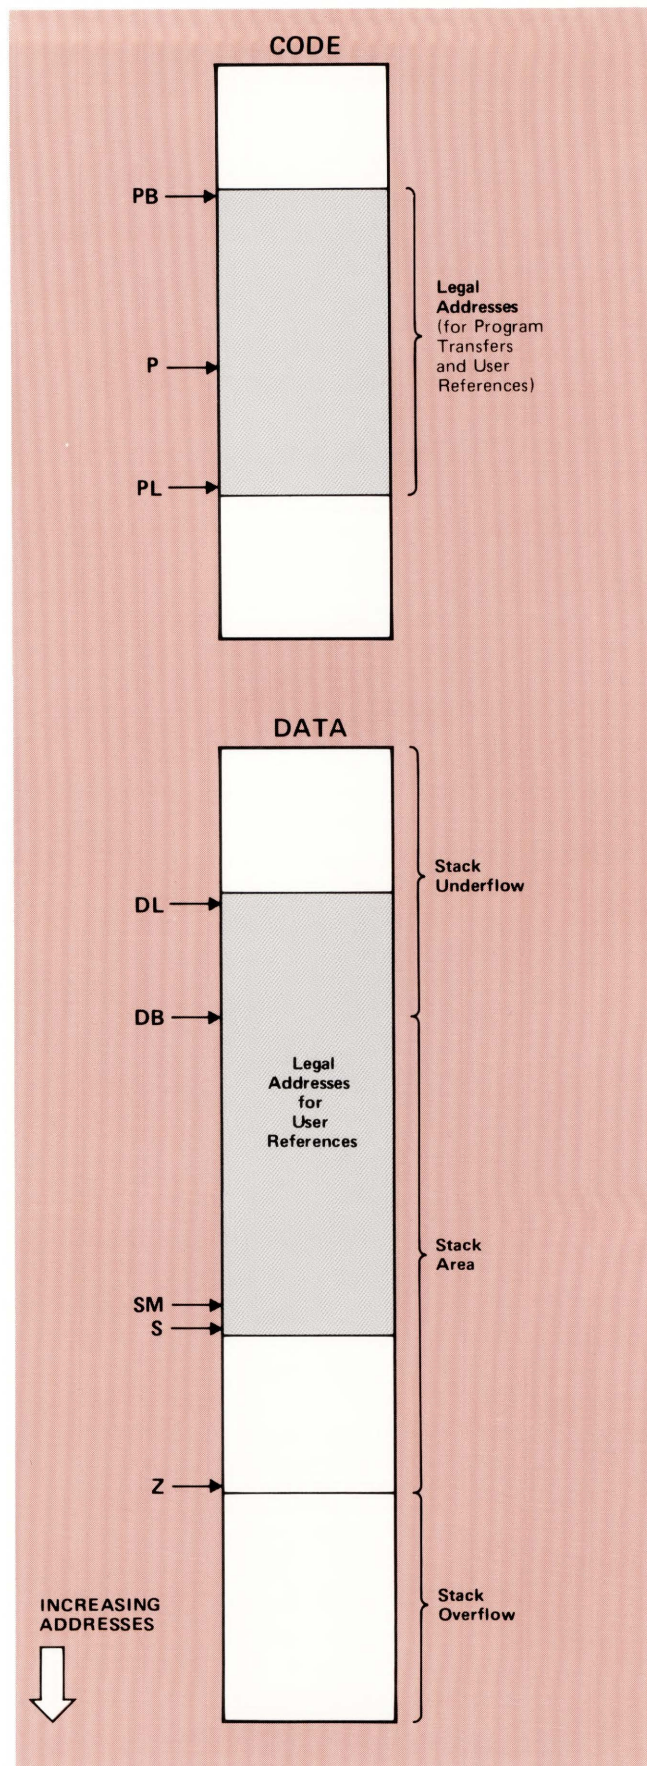 CODE
PB
Legal
Addresses
(for Program
Transfers
and User
References)
P
PL
DATA
Stack
Underflow
DL
DB
Legal
Addresses
for
User
References
Stack
Area
SM
S
Z
Stack
Overflow
INCREASING
ADDRESSES